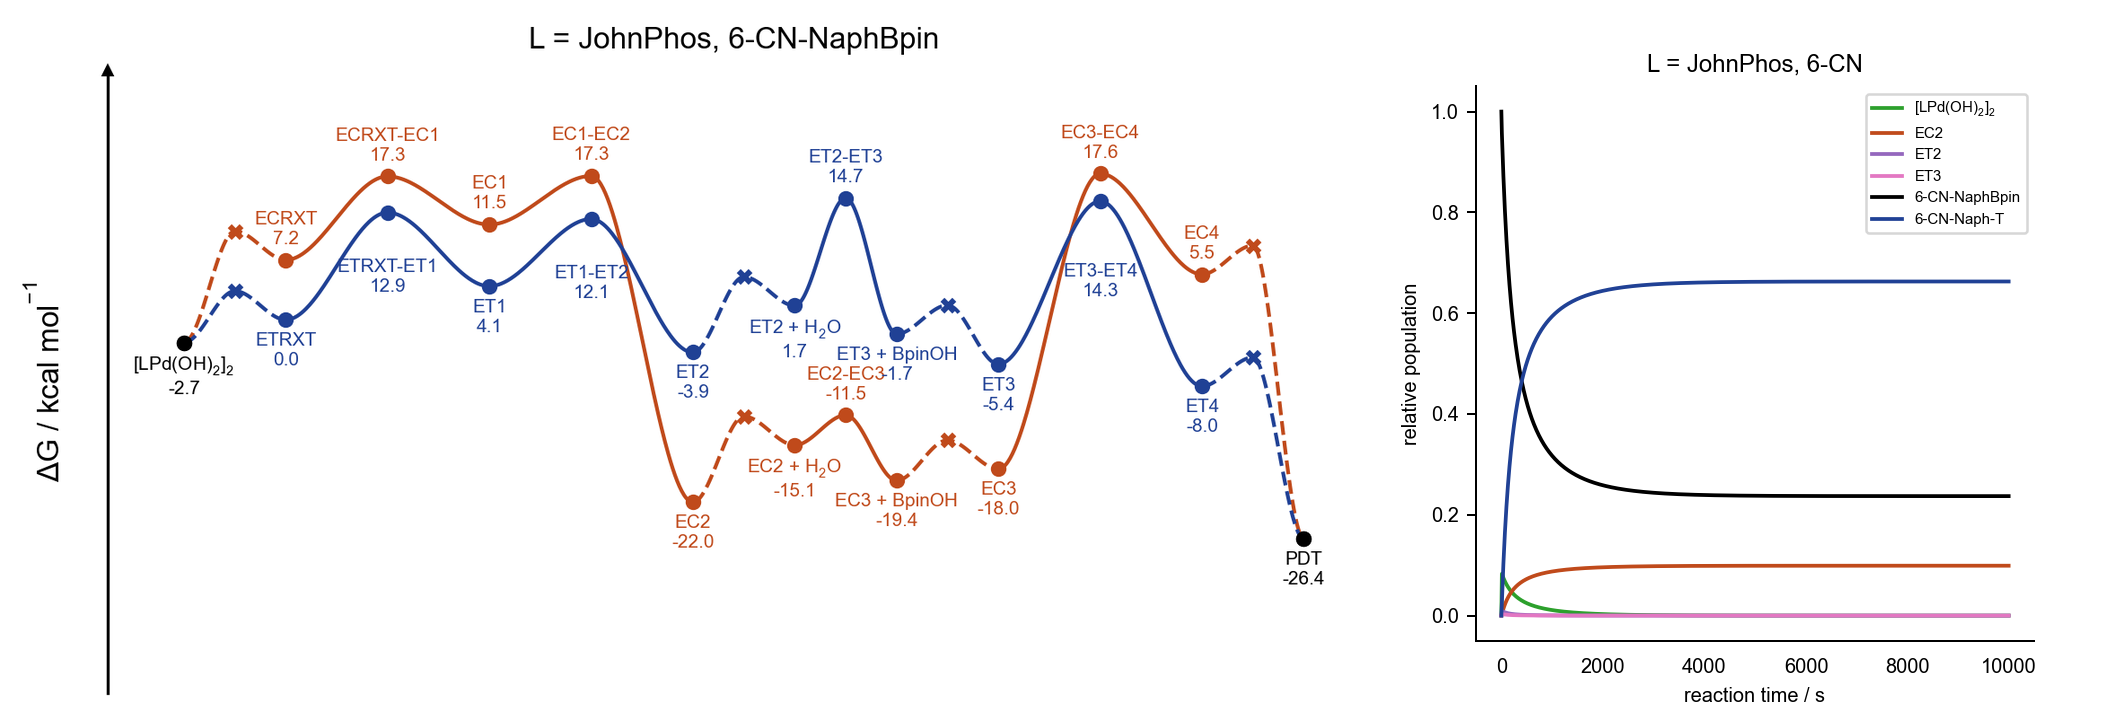 L = JohnPhos, 6-CN-NaphBpin
ΔG / kcal mol⁻¹
[LPd(OH)₂]₂
-2.7
ECRXT
7.2
ETRXT
0.0
ECRXT-EC1
17.3
ETRXT-ET1
12.9
EC1
11.5
ET1
4.1
EC1-EC2
17.3
ET1-ET2
12.1
ET2
-3.9
EC2
-22.0
ET2 + H₂O
1.7
EC2 + H₂O
-15.1
ET2-ET3
14.7
EC2-EC3
-11.5
ET3 + BpinOH
-1.7
EC3 + BpinOH
-19.4
ET3
-5.4
EC3
-18.0
EC3-EC4
17.6
ET3-ET4
14.3
EC4
5.5
ET4
-8.0
PDT
-26.4
L = JohnPhos, 6-CN
[LPd(OH)₂]₂
EC2
ET2
ET3
6-CN-NaphBpin
6-CN-Naph-T
relative population
1.0
0.8
0.6
0.4
0.2
0.0
0 2000 4000 6000 8000 10000
reaction time / s